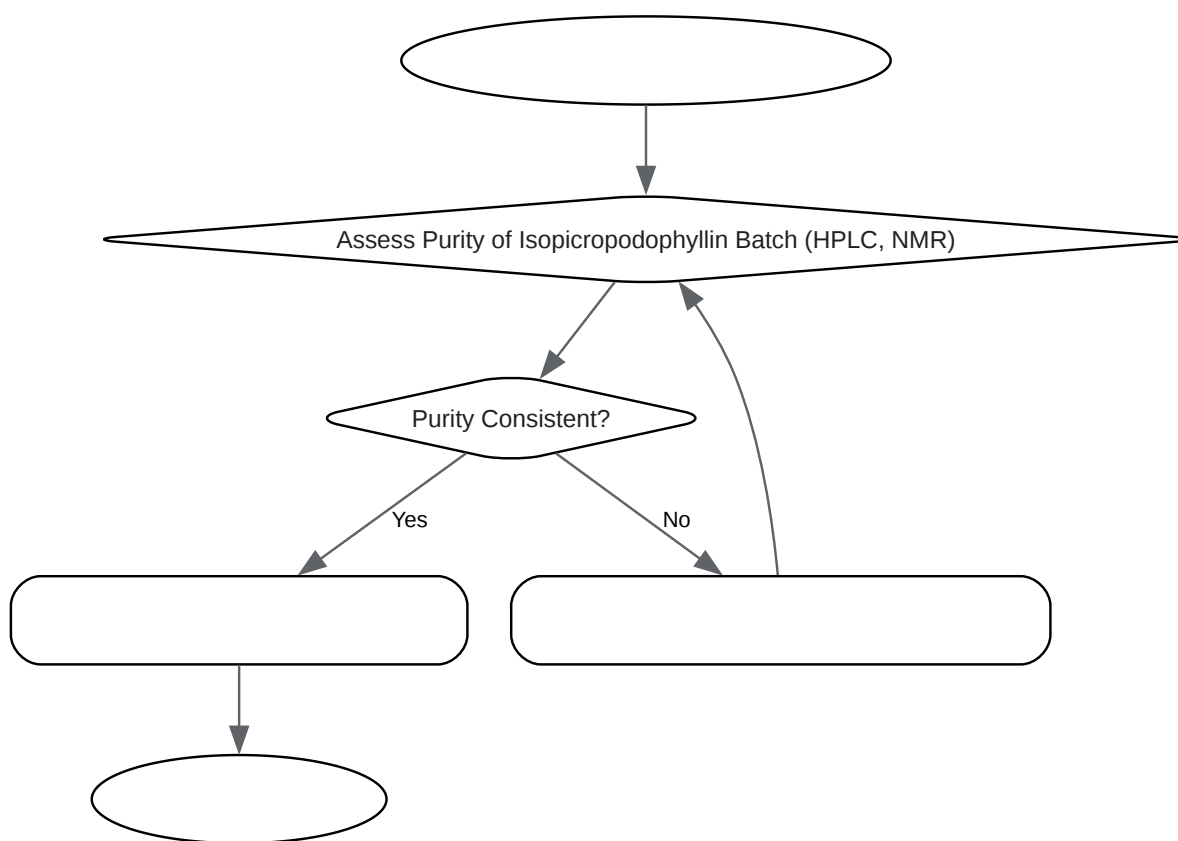 Assess Purity of Isopicropodophyllin Batch (HPLC, NMR)
Purity Consistent?
Yes
No